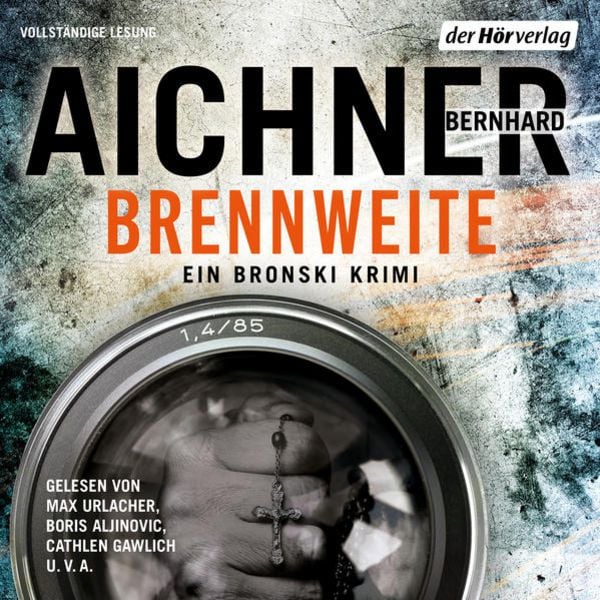 VOLLSTÄNDIGE LESUNG
der Hörverlag
AICHNER
BERNHARD
BRENNWEITE
EIN BRONSKI KRIMI
1,4/85
GELESEN VON
MAX URLACHER,
BORIS ALJINOVIC,
CATHLEN GAWLICH
U. V. A.